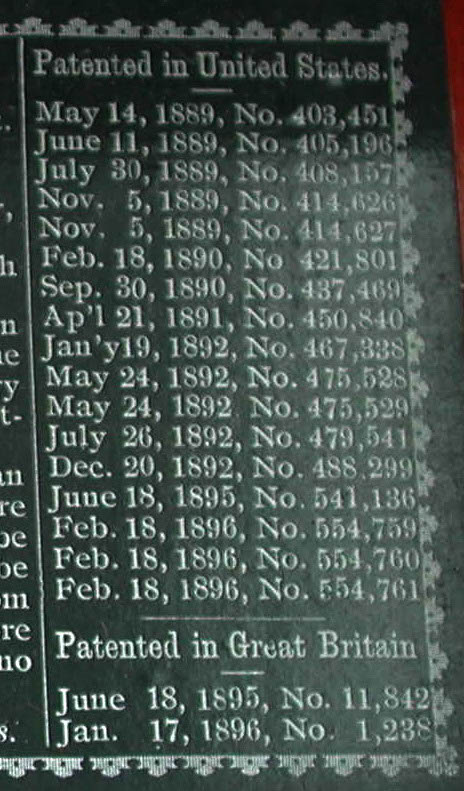 Patented in United States.
May 14, 1889, No. 403,451
June 11, 1889, No. 405,196
July 30, 1889, No. 408,157
Nov. 5, 1889, No. 414,626
Nov. 5, 1889, No. 414,627
Feb. 18, 1890, No 421,801
Sep. 30, 1890, No. 437,469
Ap'l 21, 1891, No. 450,840
Jan'y19, 1892, No. 467,338
May 24, 1892, No. 475,528
May 24, 1892 No. 475,529
July 26, 1892, No. 479,541
Dec. 20, 1892, No. 488,299
June 18, 1895, No. 541,136
Feb. 18, 1896, No. 554,759
Feb. 18, 1896, No. 554,760
Feb. 18, 1896, No. 554,761
Patented in Great Britain
June 18, 1895, No. 11,842
Jan. 17, 1896, No. 1,238